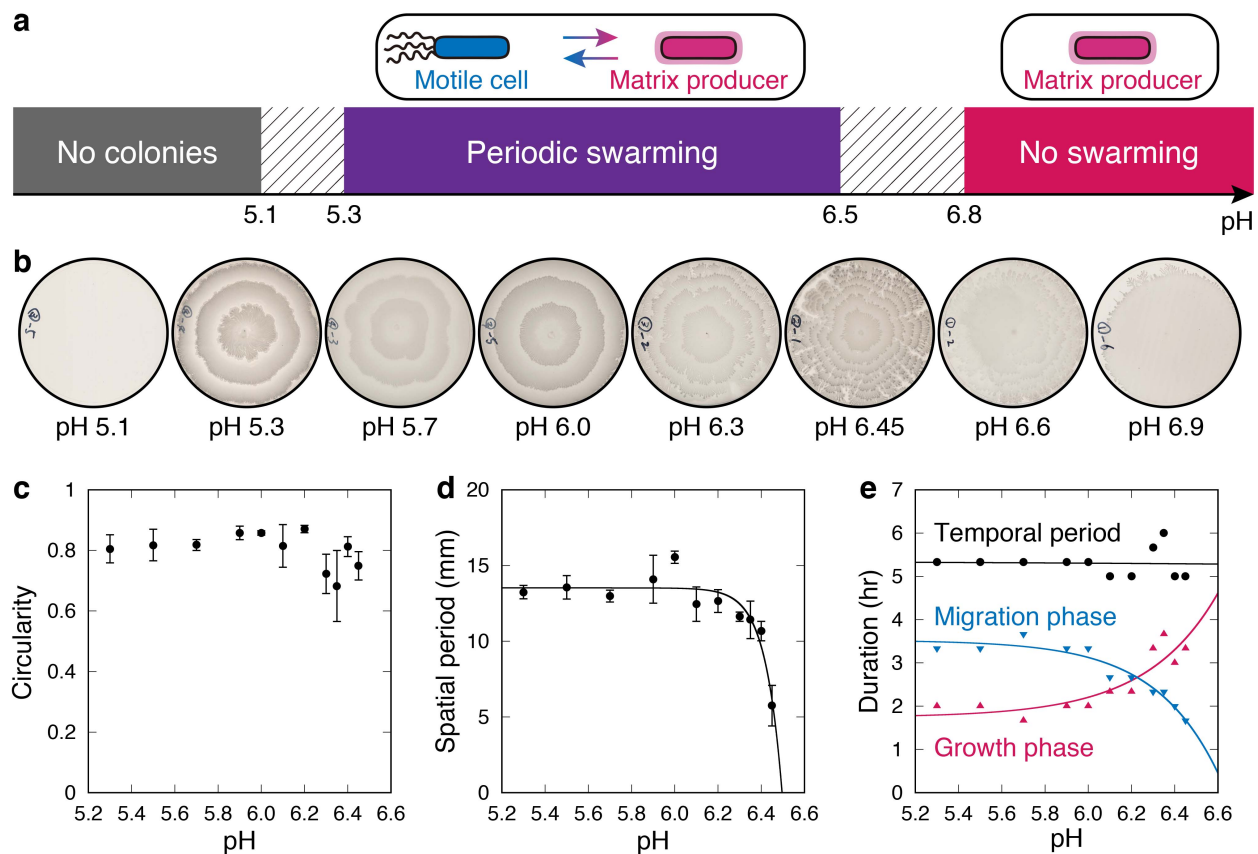 a
Motile cell
Matrix producer
Matrix producer
No colonies
Periodic swarming
No swarming
5.1
5.3
6.5
6.8
pH
b
pH 5.1
pH 5.3
pH 5.7
pH 6.0
pH 6.3
pH 6.45
pH 6.6
pH 6.9
c
Circularity
1
0.8
0.6
0.4
0.2
0
5.2 5.4 5.6 5.8 6.0 6.2 6.4 6.6
pH
d
Spatial period (mm)
20
15
10
5
0
5.2 5.4 5.6 5.8 6.0 6.2 6.4 6.6
pH
e
Duration (hr)
7
6
5
4
3
2
1
0
Temporal period
Migration phase
Growth phase
5.2 5.4 5.6 5.8 6.0 6.2 6.4 6.6
pH